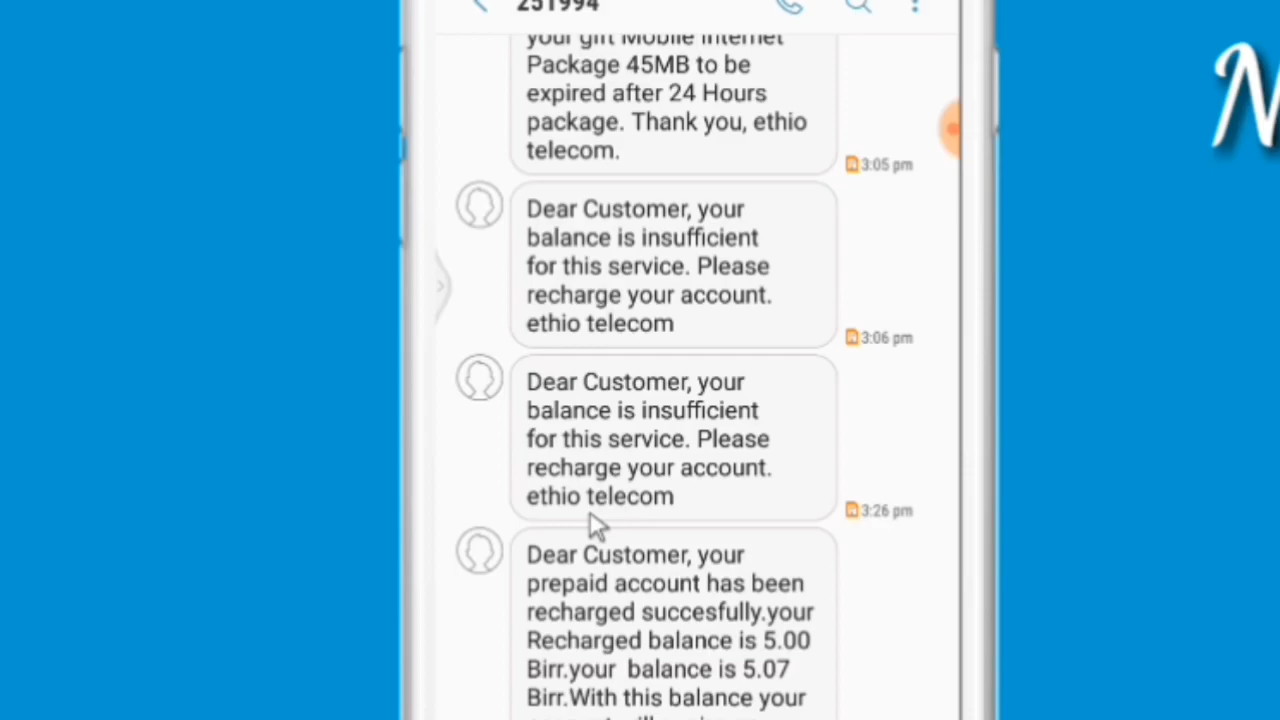 251994
your gift Mobile Internet
Package 45MB to be
expired after 24 Hours
package. Thank you, ethio
telecom.
3:05 pm
Dear Customer, your
balance is insufficient
for this service. Please
recharge your account.
ethio telecom
3:06 pm
Dear Customer, your
balance is insufficient
for this service. Please
recharge your account.
ethio telecom
3:26 pm
Dear Customer, your
prepaid account has been
recharged succesfully.your
Recharged balance is 5.00
Birr.your balance is 5.07
Birr.With this balance your